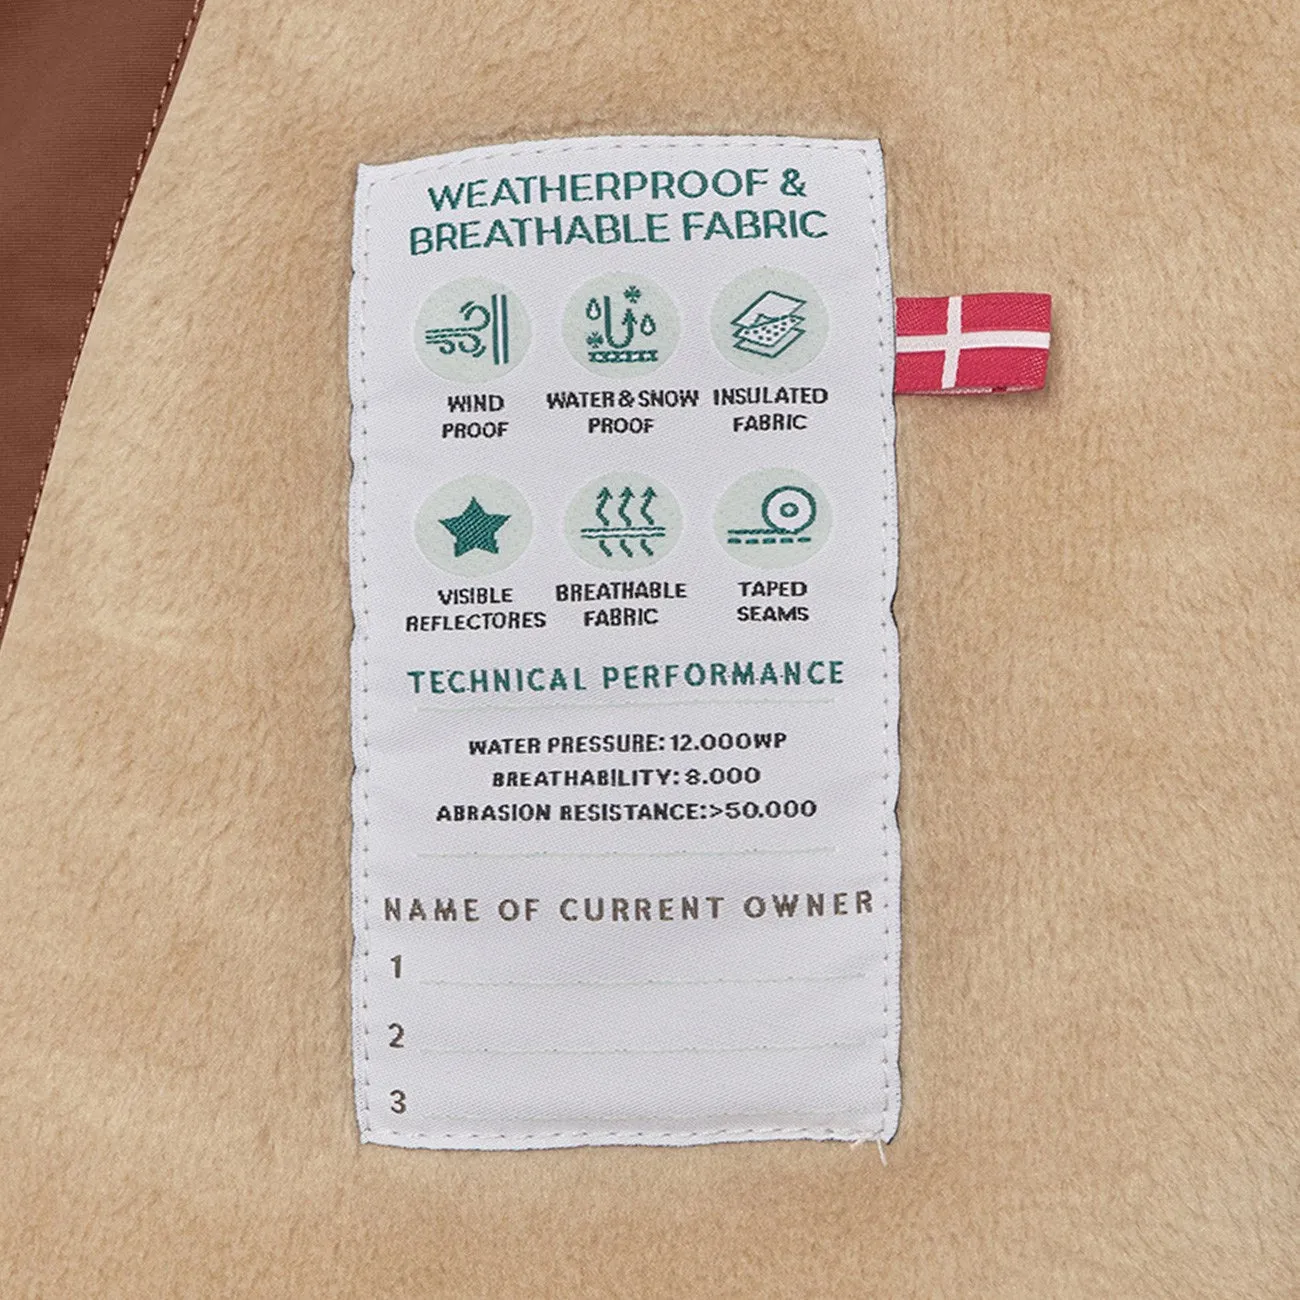 WEATHERPROOF &
BREATHABLE FABRIC
WIND
PROOF
WATER & SNOW
PROOF
INSULATED
FABRIC
VISIBLE
REFLECTORES
BREATHABLE
FABRIC
TAPED
SEAMS
TECHNICAL PERFORMANCE
WATER PRESSURE: 12.000WP
BREATHABILITY: 8.000
ABRASION RESISTANCE:>50.000
NAME OF CURRENT OWNER
1
2
3